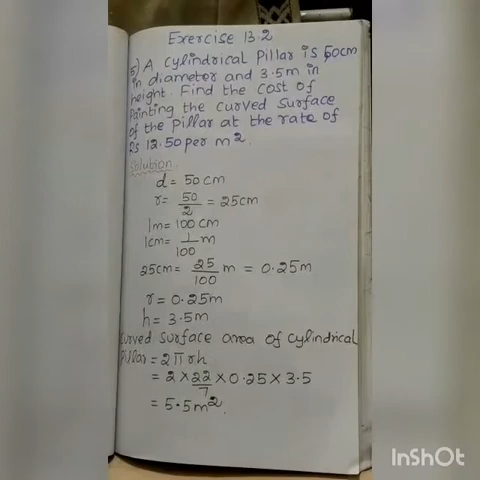 Exercise 13.2
5) A cylindrical Pillar is 50cm
in diameter and 3.5m in
height. Find the cost of
Painting the curved surface
of the Pillar at the rate of
Rs 12.50 per m².
Solution
d = 50cm
r = 50/2 = 25cm
1m = 100 cm
1cm = 1/100 m
25cm = 25/100 m = 0.25m
r = 0.25m
h = 3.5m
Curved surface area of cylindrical
Pillar = 2πrh
= 2 × 22/7 × 0.25 × 3.5
= 5.5m².
InShOt